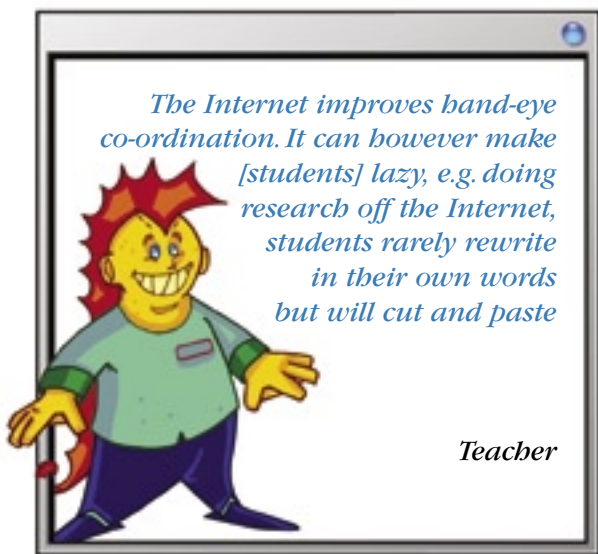 The Internet improves hand-eye
co-ordination. It can however make
[students] lazy, e.g. doing
research off the Internet,
students rarely rewrite
in their own words
but will cut and paste
Teacher